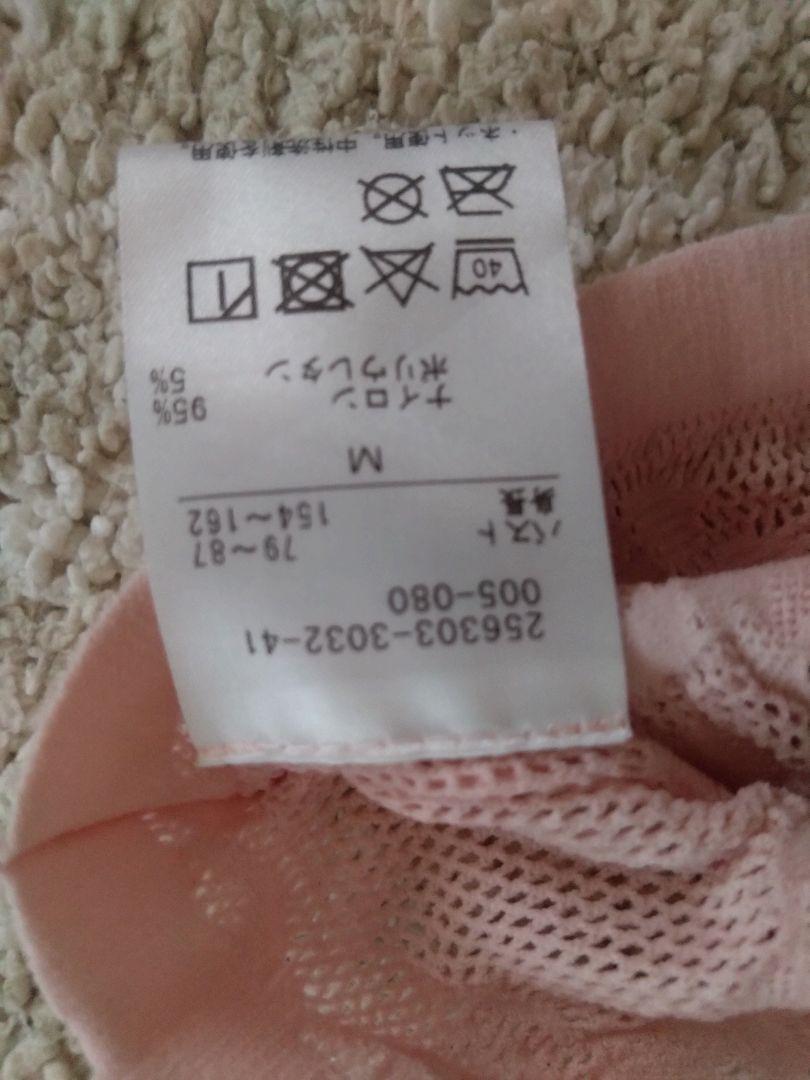 256303-3032-41
005-080
バスト 79~87
身長 154~162
M
ナイロン 95%
ポリウレタン 5%
40
・ネット使用。中性洗剤を使用。